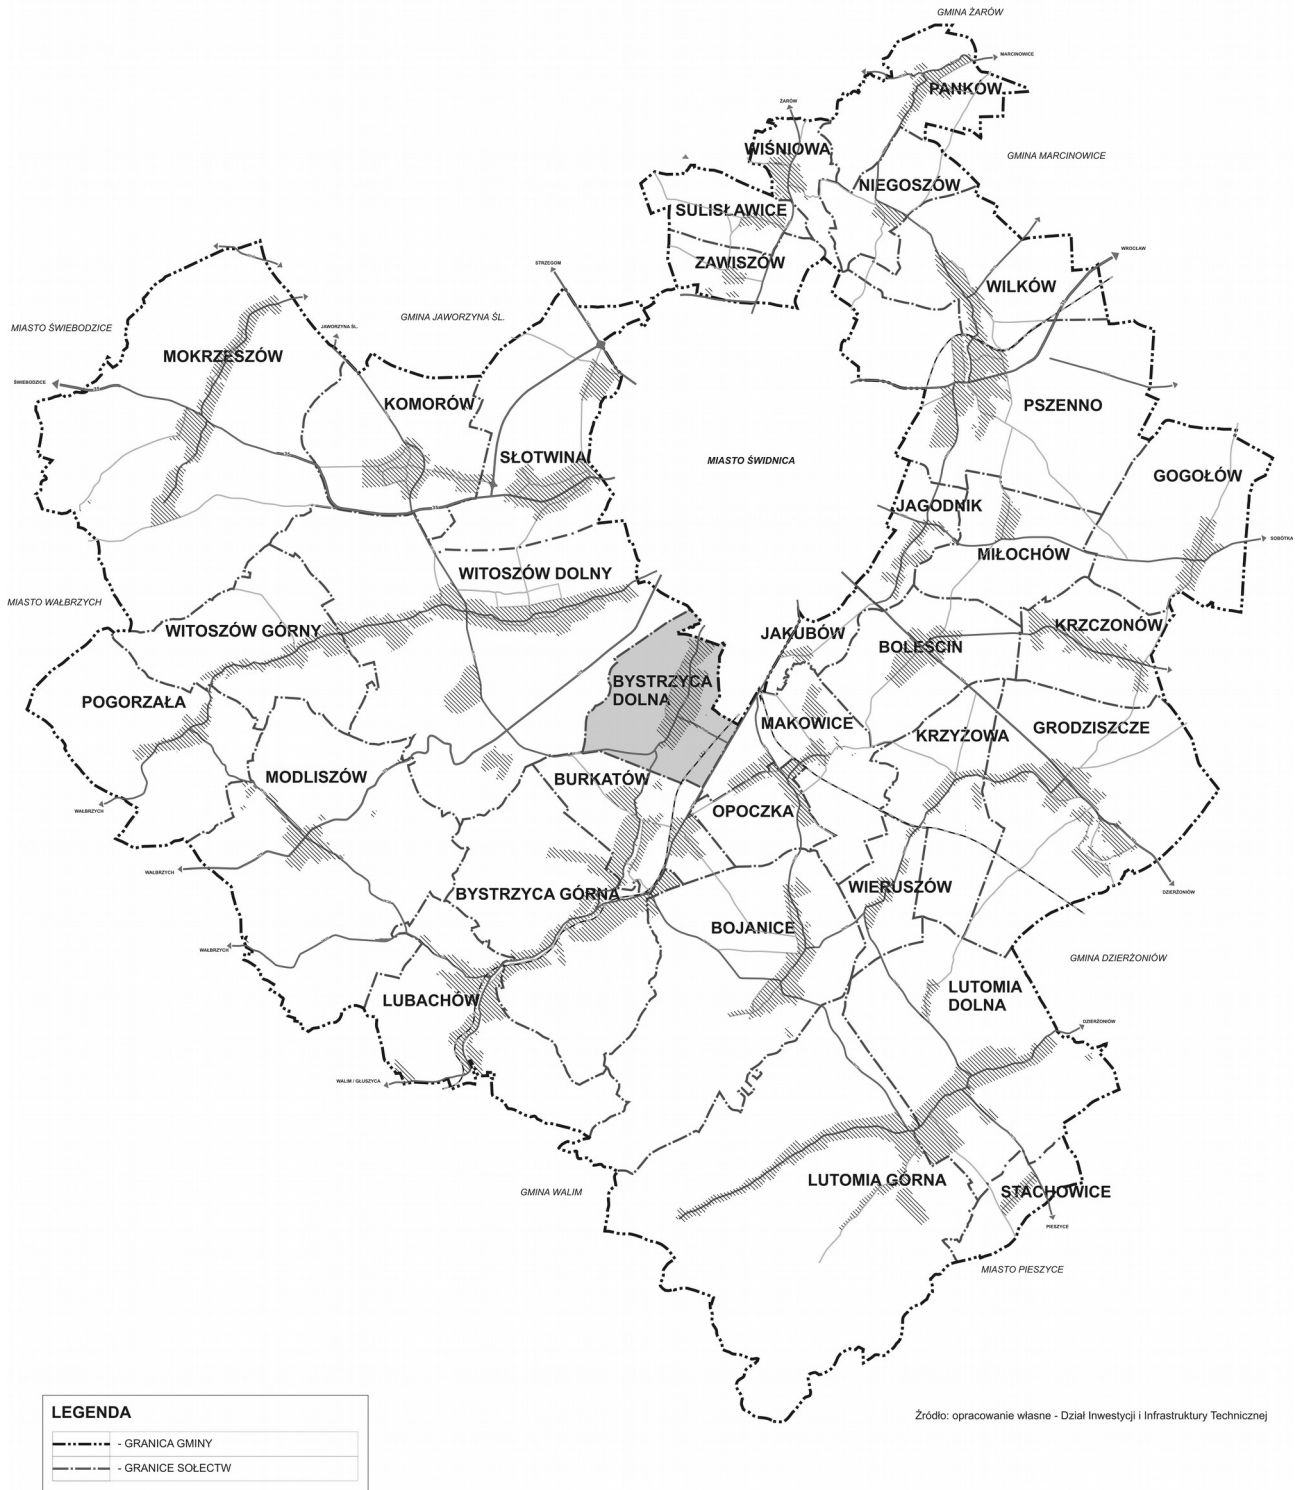 GMINA ŻARÓW
MARCINOWICE
PANKÓW
ŻARÓW
WIŚNIOWA
GMINA MARCINOWICE
NIEGOSZÓW
SULISŁAWICE
ZAWISZÓW
WROCŁAW
STRZEGOM
WILKÓW
MIASTO ŚWIEBODZICE
GMINA JAWORZYNA ŚL.
JAWORZYNA ŚL.
MOKRZESZÓW
ŚWIEBODZICE
KOMORÓW
PSZENNO
SŁOTWINA
MIASTO ŚWIDNICA
GOGOŁÓW
JAGODNIK
SOBÓTKA
MIŁOCHÓW
WITOSZÓW DOLNY
MIASTO WAŁBRZYCH
WITOSZÓW GÓRNY
JAKUBÓW
KRZCZONÓW
BOLEŚCIN
BYSTRZYCA
DOLNA
POGORZAŁA
MAKOWICE
KRZYŻOWA
GRODZISZCZE
MODLISZÓW
BURKATÓW
OPOCZKA
WAŁBRZYCH
WAŁBRZYCH
BYSTRZYCA GÓRNA
WIERUSZÓW
DZIERŻONIÓW
BOJANICE
WAŁBRZYCH
GMINA DZIERŻONIÓW
LUBACHÓW
LUTOMIA
DOLNA
DZIERŻONIÓW
WALIM / GŁUSZYCA
LUTOMIA GÓRNA
STACHOWICE
GMINA WALIM
PIESZYCE
MIASTO PIESZYCE
LEGENDA
- GRANICA GMINY
- GRANICE SOŁECTW
Źródło: opracowanie własne - Dział Inwestycji i Infrastruktury Technicznej